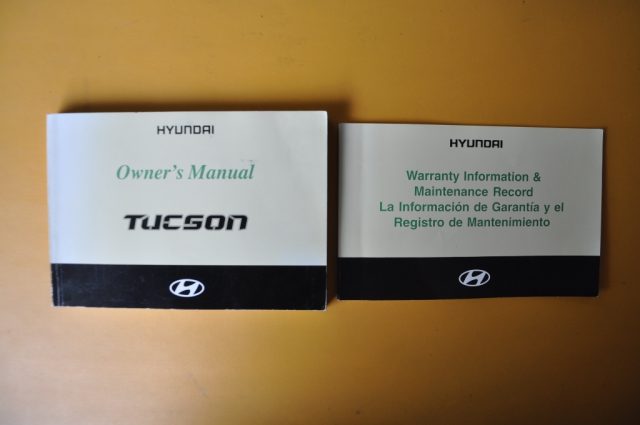 HYUNDAI
Owner's Manual
TUCSON
HYUNDAI
Warranty Information &
Maintenance Record
La Información de Garantía y el
Registro de Mantenimiento